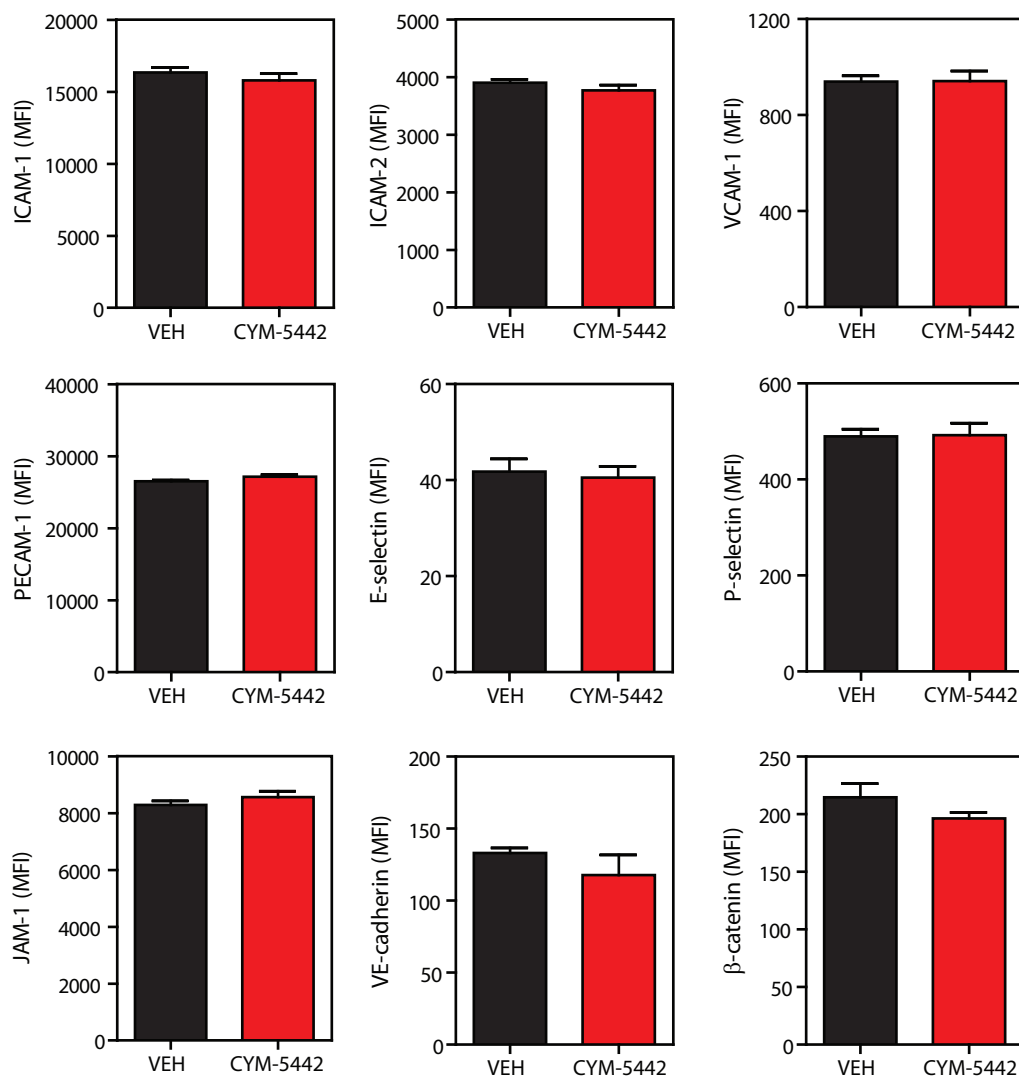 ICAM-1 (MFI)
20000
15000
10000
5000
0
VEH CYM-5442
ICAM-2 (MFI)
5000
4000
3000
2000
1000
0
VEH CYM-5442
VCAM-1 (MFI)
1200
800
400
0
VEH CYM-5442
PECAM-1 (MFI)
40000
30000
20000
10000
0
VEH CYM-5442
E-selectin (MFI)
60
40
20
0
VEH CYM-5442
P-selectin (MFI)
600
400
200
0
VEH CYM-5442
JAM-1 (MFI)
10000
8000
6000
4000
2000
0
VEH CYM-5442
VE-cadherin (MFI)
200
150
100
50
0
VEH CYM-5442
β-catenin (MFI)
250
200
150
100
50
0
VEH CYM-5442